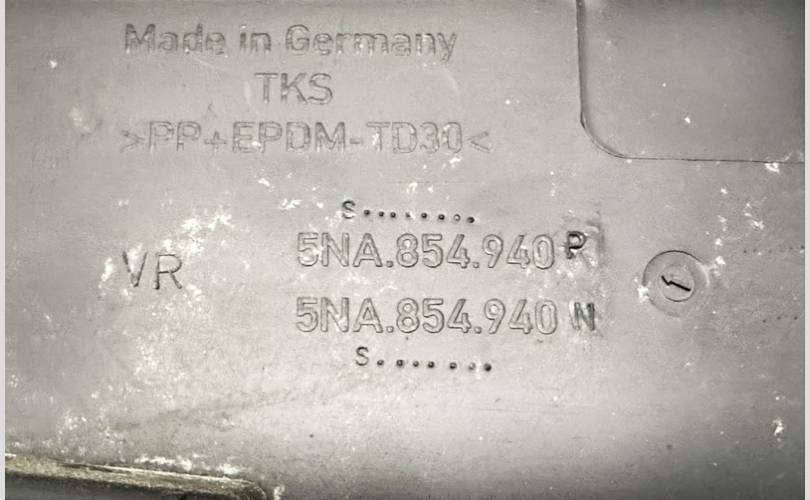 Made in Germany
TKS
>PP+EPDM-TD30<
S........
5NA.854.940 P
VR
5NA.854.940 N
S.......